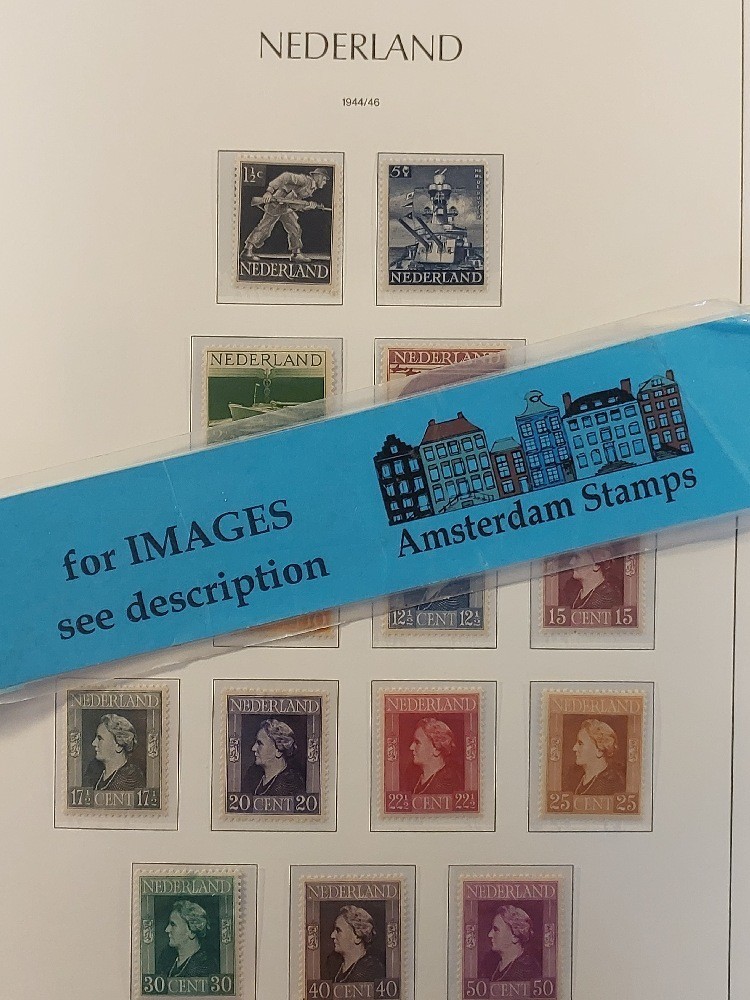 NEDERLAND
1944/46
1½c
NEDERLAND
5
NEDERLAND
NEDERLAND
NEDERLAND
for IMAGES
see description
Amsterdam Stamps
12½ CENT 12½
15 CENT 15
NEDERLAND
17½ CENT 17½
NEDERLAND
20 CENT 20
NEDERLAND
22½ CENT 22½
NEDERLAND
25 CENT 25
NEDERLAND
30 CENT 30
NEDERLAND
40 CENT 40
NEDERLAND
50 CENT 50